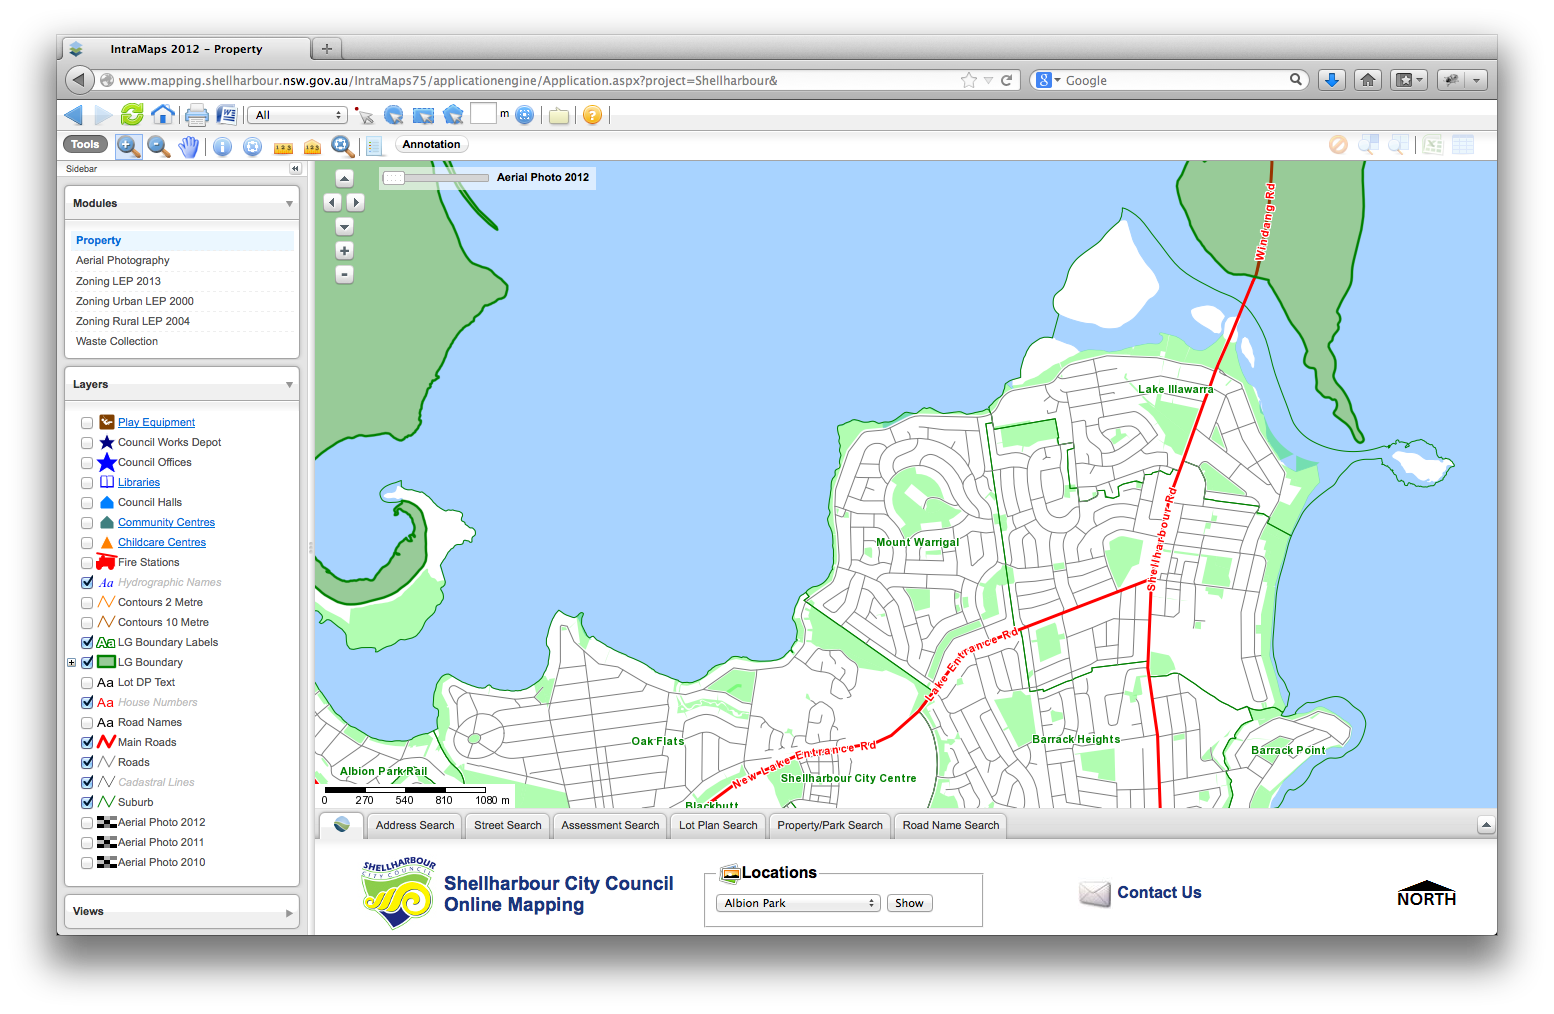 IntraMaps 2012 – Property
www.mapping.shellharbour.nsw.gov.au/IntraMaps75/applicationengine/Application.aspx?project=Shellharbour&
Google
All
m
Tools
Annotation
Sidebar
Modules
Property
Aerial Photography
Zoning LEP 2013
Zoning Urban LEP 2000
Zoning Rural LEP 2004
Waste Collection
Layers
Play Equipment
Council Works Depot
Council Offices
Libraries
Council Halls
Community Centres
Childcare Centres
Fire Stations
Aa Hydrographic Names
Contours 2 Metre
Contours 10 Metre
Aa LG Boundary Labels
LG Boundary
Aa Lot DP Text
Aa House Numbers
Aa Road Names
Main Roads
Roads
Cadastral Lines
Suburb
Aerial Photo 2012
Aerial Photo 2011
Aerial Photo 2010
Views
Aerial Photo 2012
Windang Rd
Lake Illawarra
Shellharbour Rd
Mount Warrigal
Lake Entrance Rd
Oak Flats
New Lake Entrance Rd
Barrack Heights
Barrack Point
Albion Park Rail
Shellharbour City Centre
Blackbutt
0 270 540 810 1080 m
Address Search
Street Search
Assessment Search
Lot Plan Search
Property/Park Search
Road Name Search
SHELLHARBOUR
CITY COUNCIL
Shellharbour City Council
Online Mapping
Locations
Albion Park
Show
Contact Us
NORTH